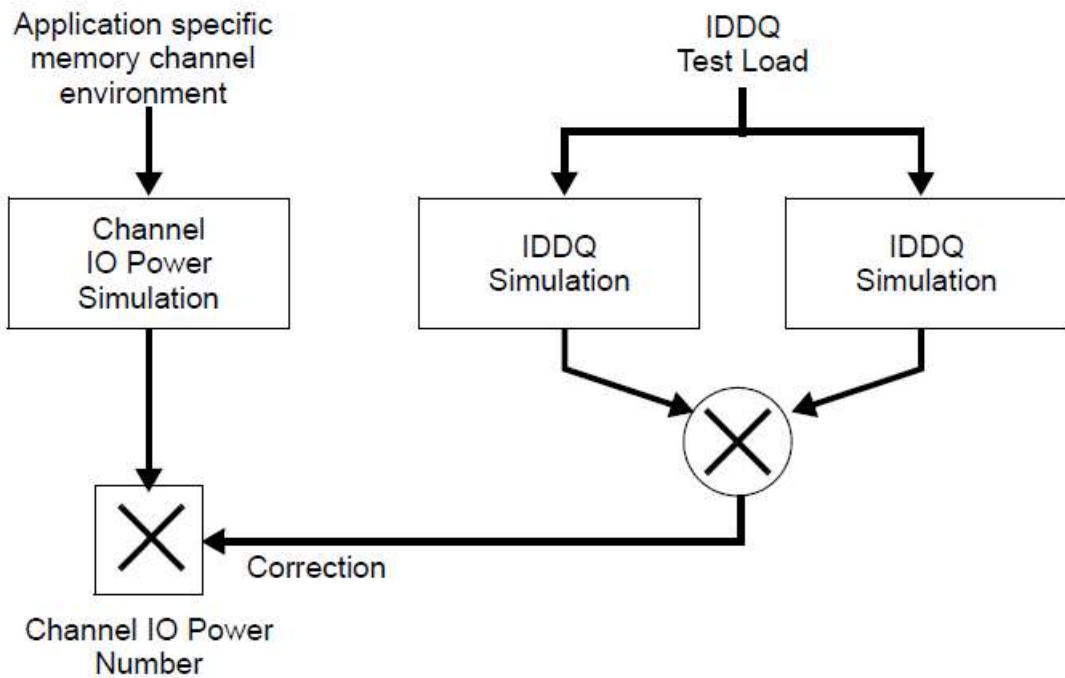 Application specific
memory channel
environment
IDDQ
Test Load
Channel
IO Power
Simulation
IDDQ
Simulation
IDDQ
Simulation
Correction
Channel IO Power
Number